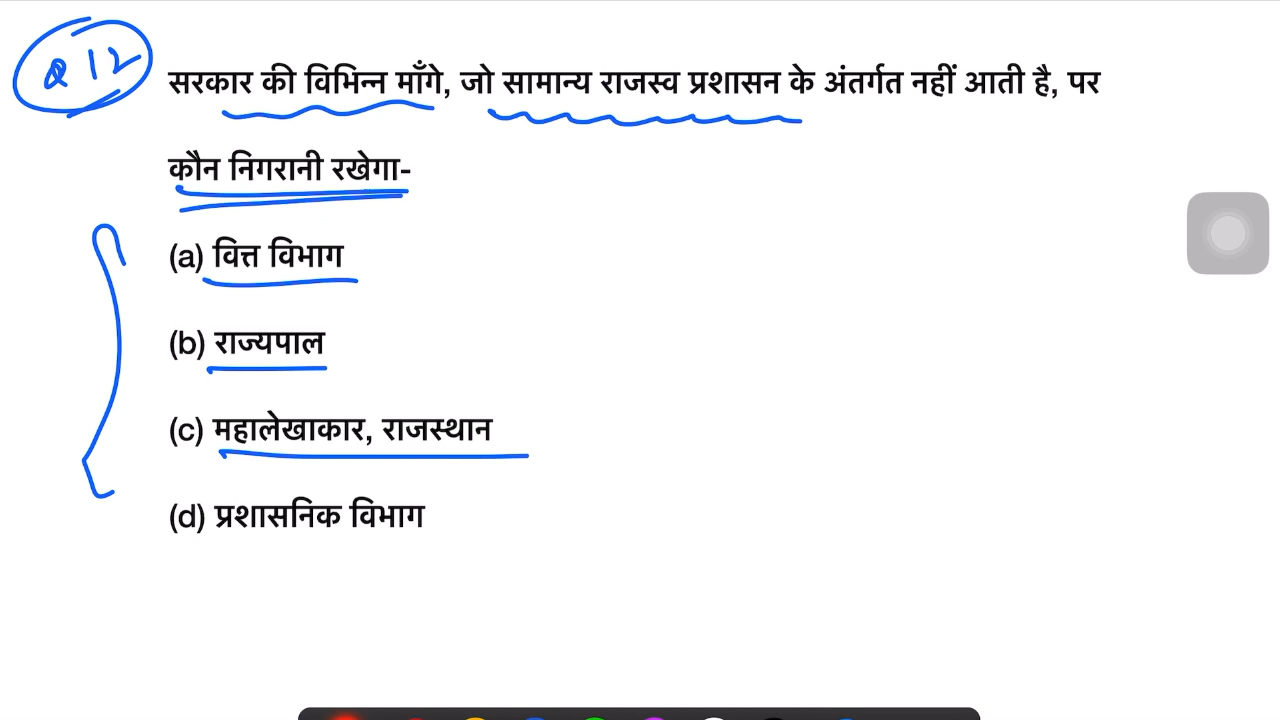 Q 12
सरकार की विभिन्न माँगे, जो सामान्य राजस्व प्रशासन के अंतर्गत नहीं आती है, पर
कौन निगरानी रखेगा-
(a) वित्त विभाग
(b) राज्यपाल
(c) महालेखाकार, राजस्थान
(d) प्रशासनिक विभाग